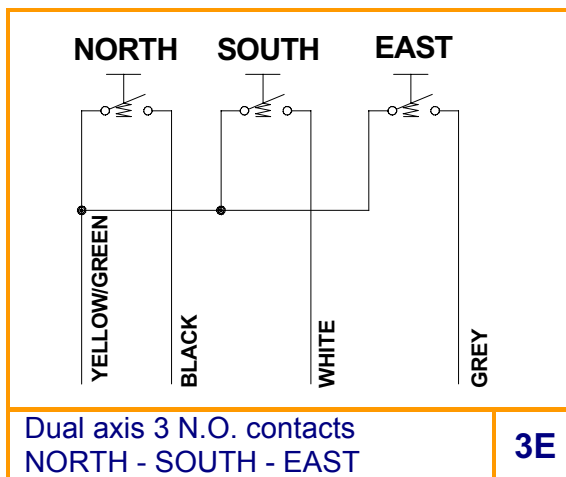 NORTH SOUTH EAST
YELLOW/GREEN
BLACK
WHITE
GREY
Dual axis 3 N.O. contacts
NORTH - SOUTH - EAST
3E